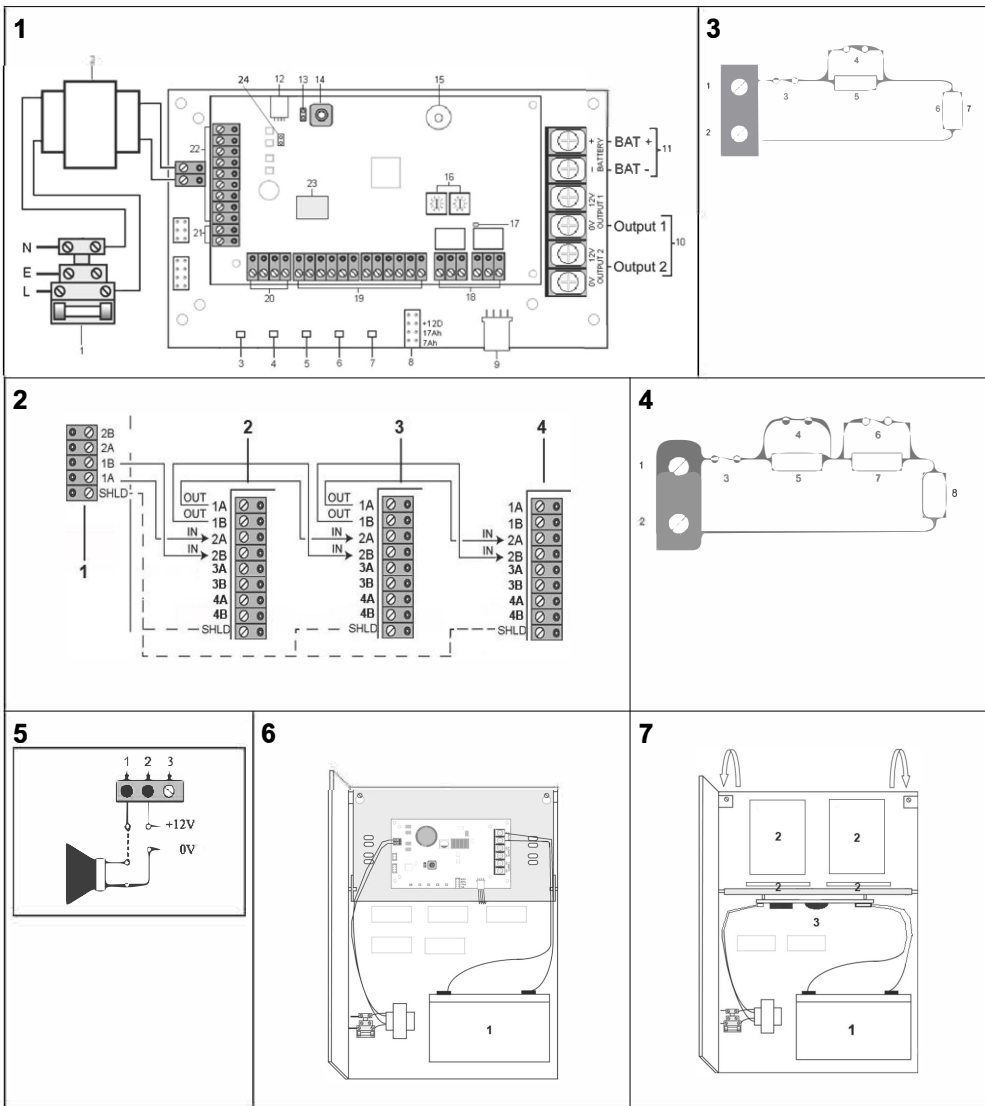 1
2
24
12
13
14
15
22
23
16
17
21
20
19
18
N
E
L
1
3
4
5
6
7
+12D
17Ah
7Ah
8
9
+
BATTERY
–
12V
OUTPUT 1
0V
12V
OUTPUT 2
0V
BAT +
BAT -
11
Output 1
Output 2
10
3
1
2
3
4
5
6
7
2
2B
2A
1B
1A
SHLD
1
2
OUT
OUT
IN
IN
1A
1B
2A
2B
3A
3B
4A
4B
SHLD
3
OUT
OUT
IN
IN
1A
1B
2A
2B
3A
3B
4A
4B
SHLD
4
IN
IN
1A
1B
2A
2B
3A
3B
4A
4B
SHLD
4
1
2
3
4
5
6
7
8
5
1 2 3
+12V
0V
6
1
7
2 2
2 2
3
1